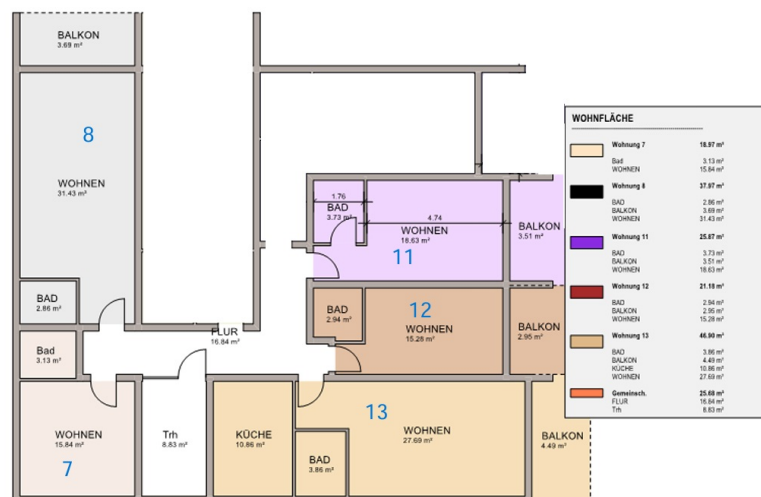 BALKON
3.69 m²
8
WOHNEN
31.43 m²
BAD
2.86 m²
Bad
3.13 m²
WOHNEN
15.84 m²
7
FLUR
16.84 m²
Trh
8.83 m²
1.76
BAD
3.73 m²
4.74
WOHNEN
18.63 m²
11
BALKON
3.51 m²
BAD
2.94 m²
12
WOHNEN
15.28 m²
BALKON
2.95 m²
KÜCHE
10.86 m²
BAD
3.86 m²
13
WOHNEN
27.69 m²
BALKON
4.49 m²
WOHNFLÄCHE
Wohnung 7 18.97 m²
Bad 3.13 m²
WOHNEN 15.84 m²
Wohnung 8 37.97 m²
BAD 2.86 m²
BALKON 3.69 m²
WOHNEN 31.43 m²
Wohnung 11 25.87 m²
BAD 3.73 m²
BALKON 3.51 m²
WOHNEN 18.63 m²
Wohnung 12 21.18 m²
BAD 2.94 m²
BALKON 2.95 m²
WOHNEN 15.28 m²
Wohnung 13 46.90 m²
BAD 3.86 m²
BALKON 4.49 m²
KÜCHE 10.86 m²
WOHNEN 27.69 m²
Gemeinsch. 25.68 m²
FLUR 16.84 m²
Trh 8.83 m²